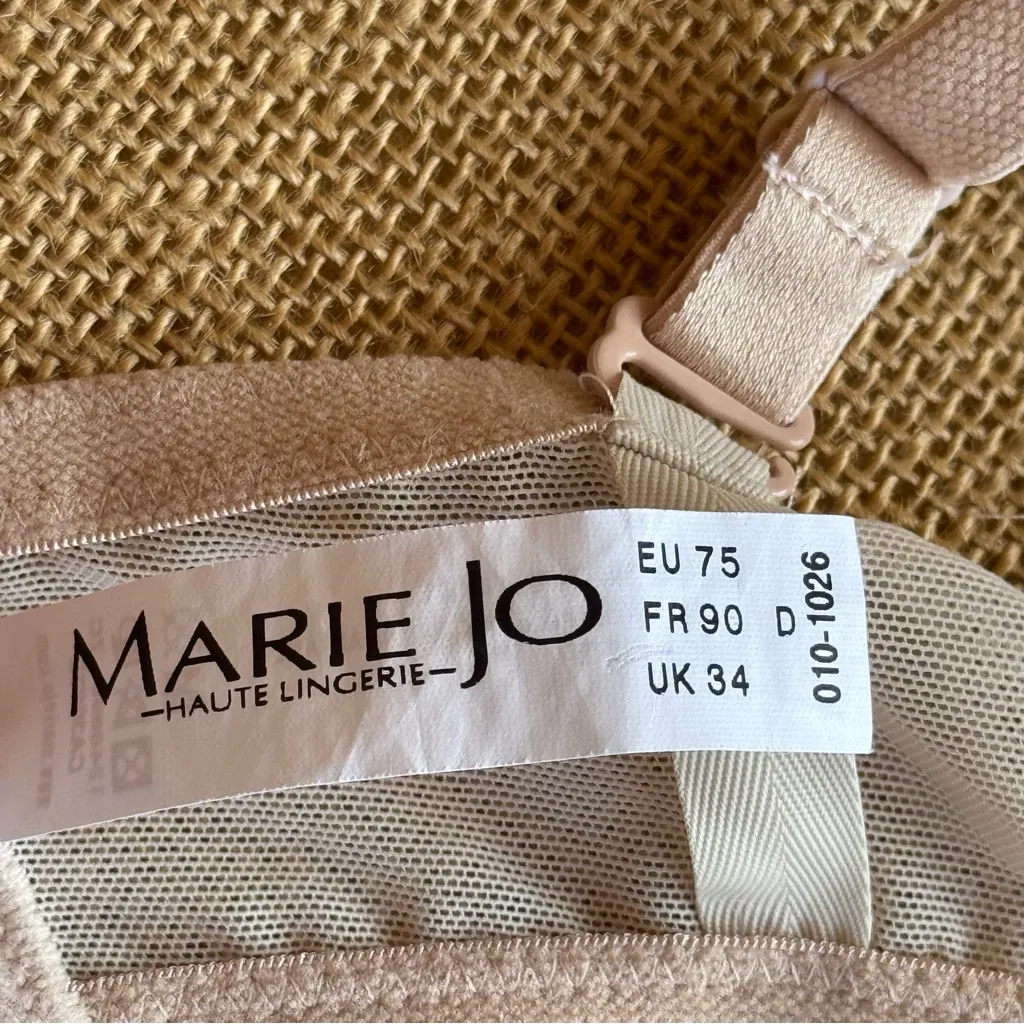 MARIE JO
–HAUTE LINGERIE–
EU 75
FR 90 D
UK 34
010-1026